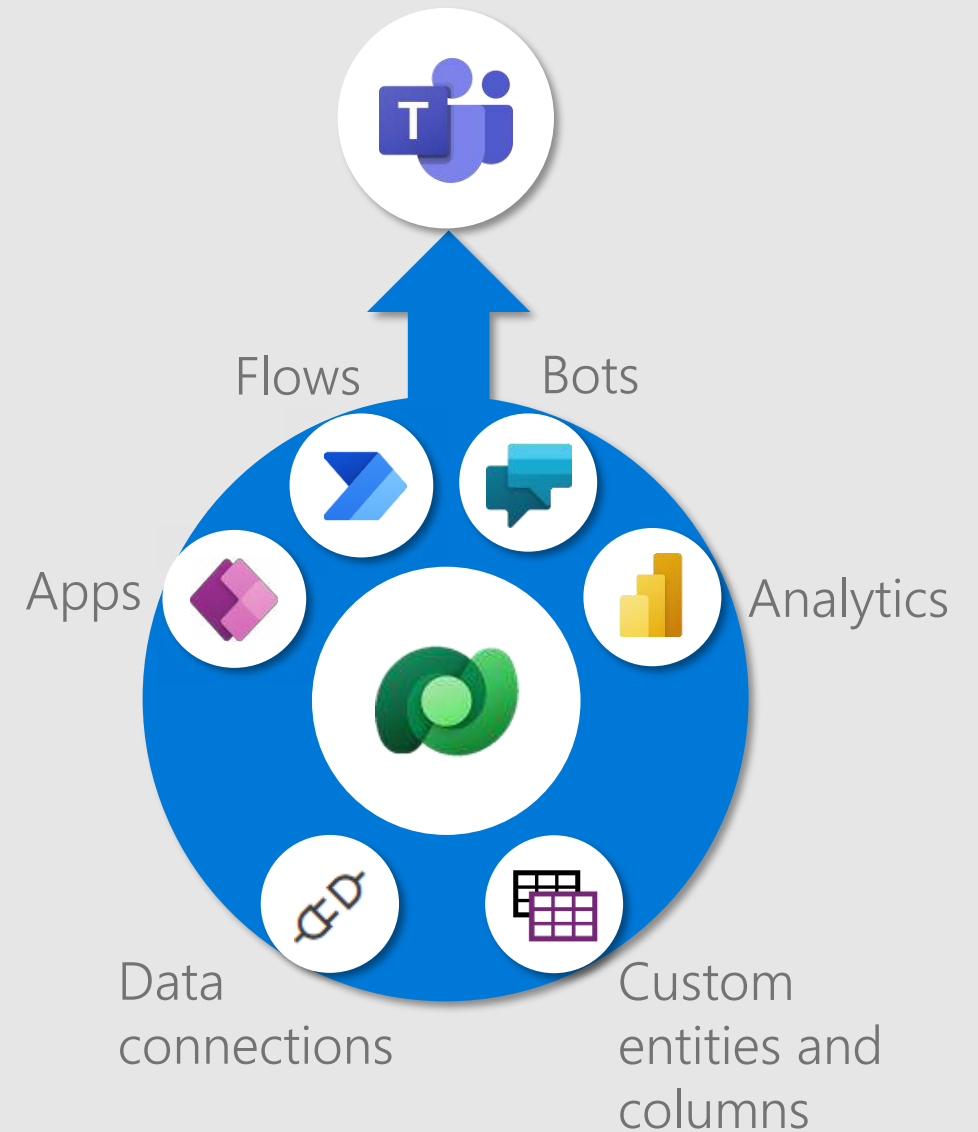 T
Flows
Bots
Apps
Analytics
Data
connections
Custom
entities and
columns